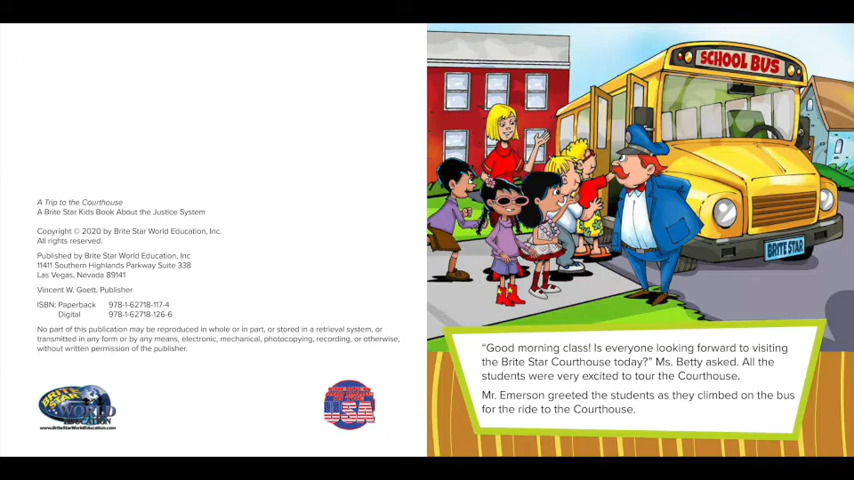 A Trip to the Courthouse
A Brite Star Kids Book About the Justice System
Copyright © 2020 by Brite Star World Education, Inc.
All rights reserved.
Published by Brite Star World Education, Inc
11411 Southern Highlands Parkway Suite 338
Las Vegas, Nevada 89141
Vincent W. Goett, Publisher
ISBN: Paperback 978-1-62718-117-4
Digital 978-1-62718-126-6
No part of this publication may be reproduced in whole or in part, or stored in a retrieval system, or
transmitted in any form or by any means, electronic, mechanical, photocopying, recording, or otherwise,
without written permission of the publisher.
BRITE STAR
WORLD
EDUCATION
www.BriteStarWorldEducation.com
USA
SCHOOL BUS
BRITE STAR
“Good morning class! Is everyone looking forward to visiting
the Brite Star Courthouse today?” Ms. Betty asked. All the
students were very excited to tour the Courthouse.
Mr. Emerson greeted the students as they climbed on the bus
for the ride to the Courthouse.